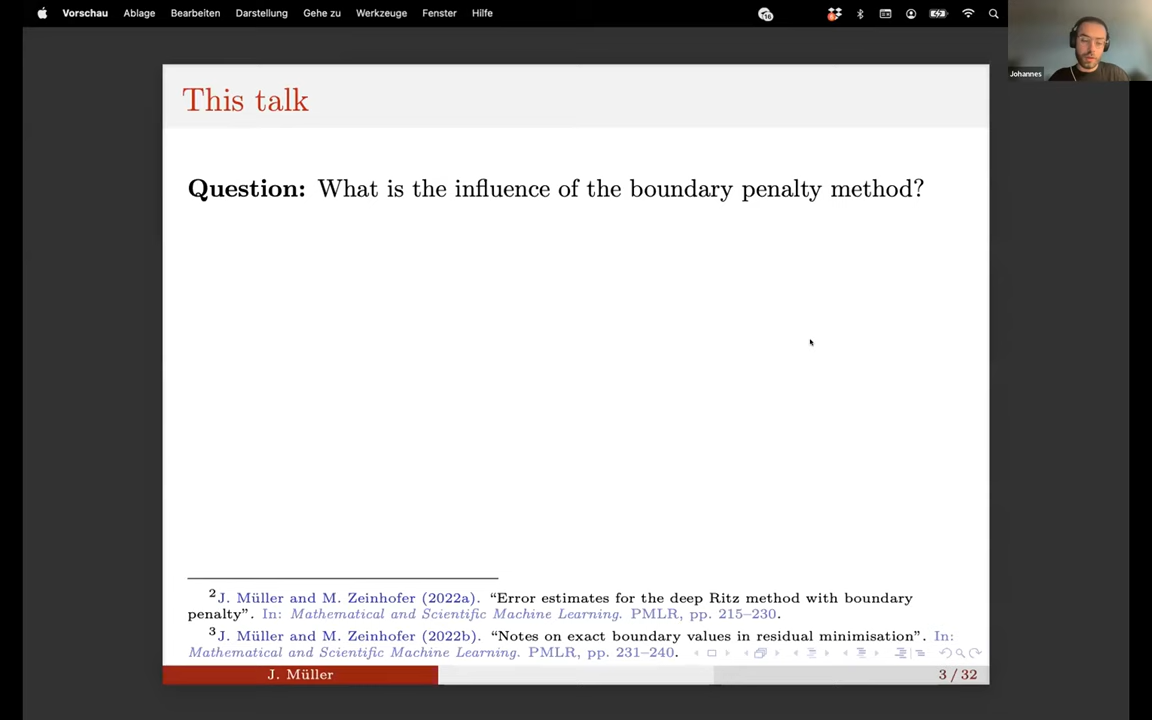 Vorschau Ablage Bearbeiten Darstellung Gehe zu Werkzeuge Fenster Hilfe
Johannes
This talk
Question: What is the influence of the boundary penalty method?
2J. Müller and M. Zeinhofer (2022a). “Error estimates for the deep Ritz method with boundary
penalty”. In: Mathematical and Scientific Machine Learning. PMLR, pp. 215–230.
3J. Müller and M. Zeinhofer (2022b). “Notes on exact boundary values in residual minimisation”. In:
Mathematical and Scientific Machine Learning. PMLR, pp. 231–240.
J. Müller 3 / 32